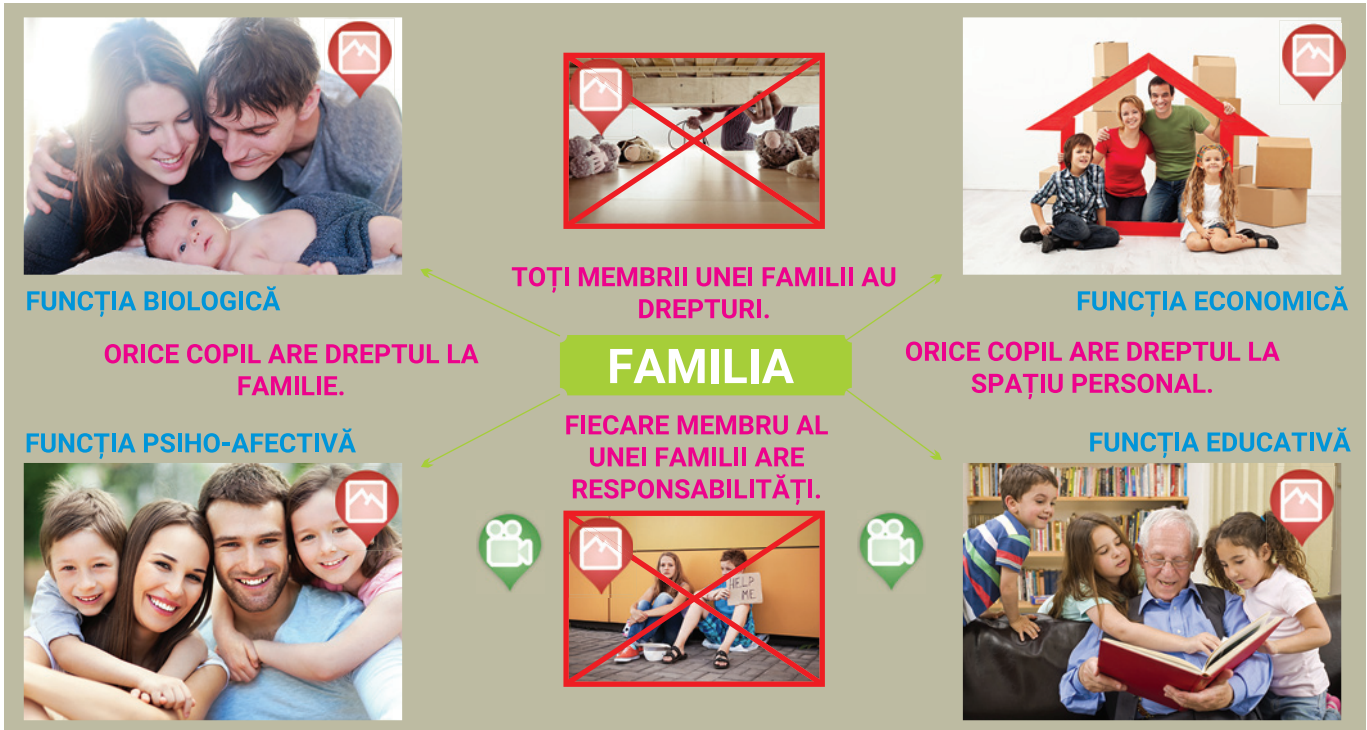 FUNCȚIA BIOLOGICĂ
TOȚI MEMBRII UNEI FAMILII AU
DREPTURI.
FUNCȚIA ECONOMICĂ
ORICE COPIL ARE DREPTUL LA
FAMILIE.
FAMILIA
ORICE COPIL ARE DREPTUL LA
SPAȚIU PERSONAL.
FUNCȚIA PSIHO-AFECTIVĂ
FIECARE MEMBRU AL
UNEI FAMILII ARE
RESPONSABILITĂȚI.
FUNCȚIA EDUCATIVĂ
HELP
ME